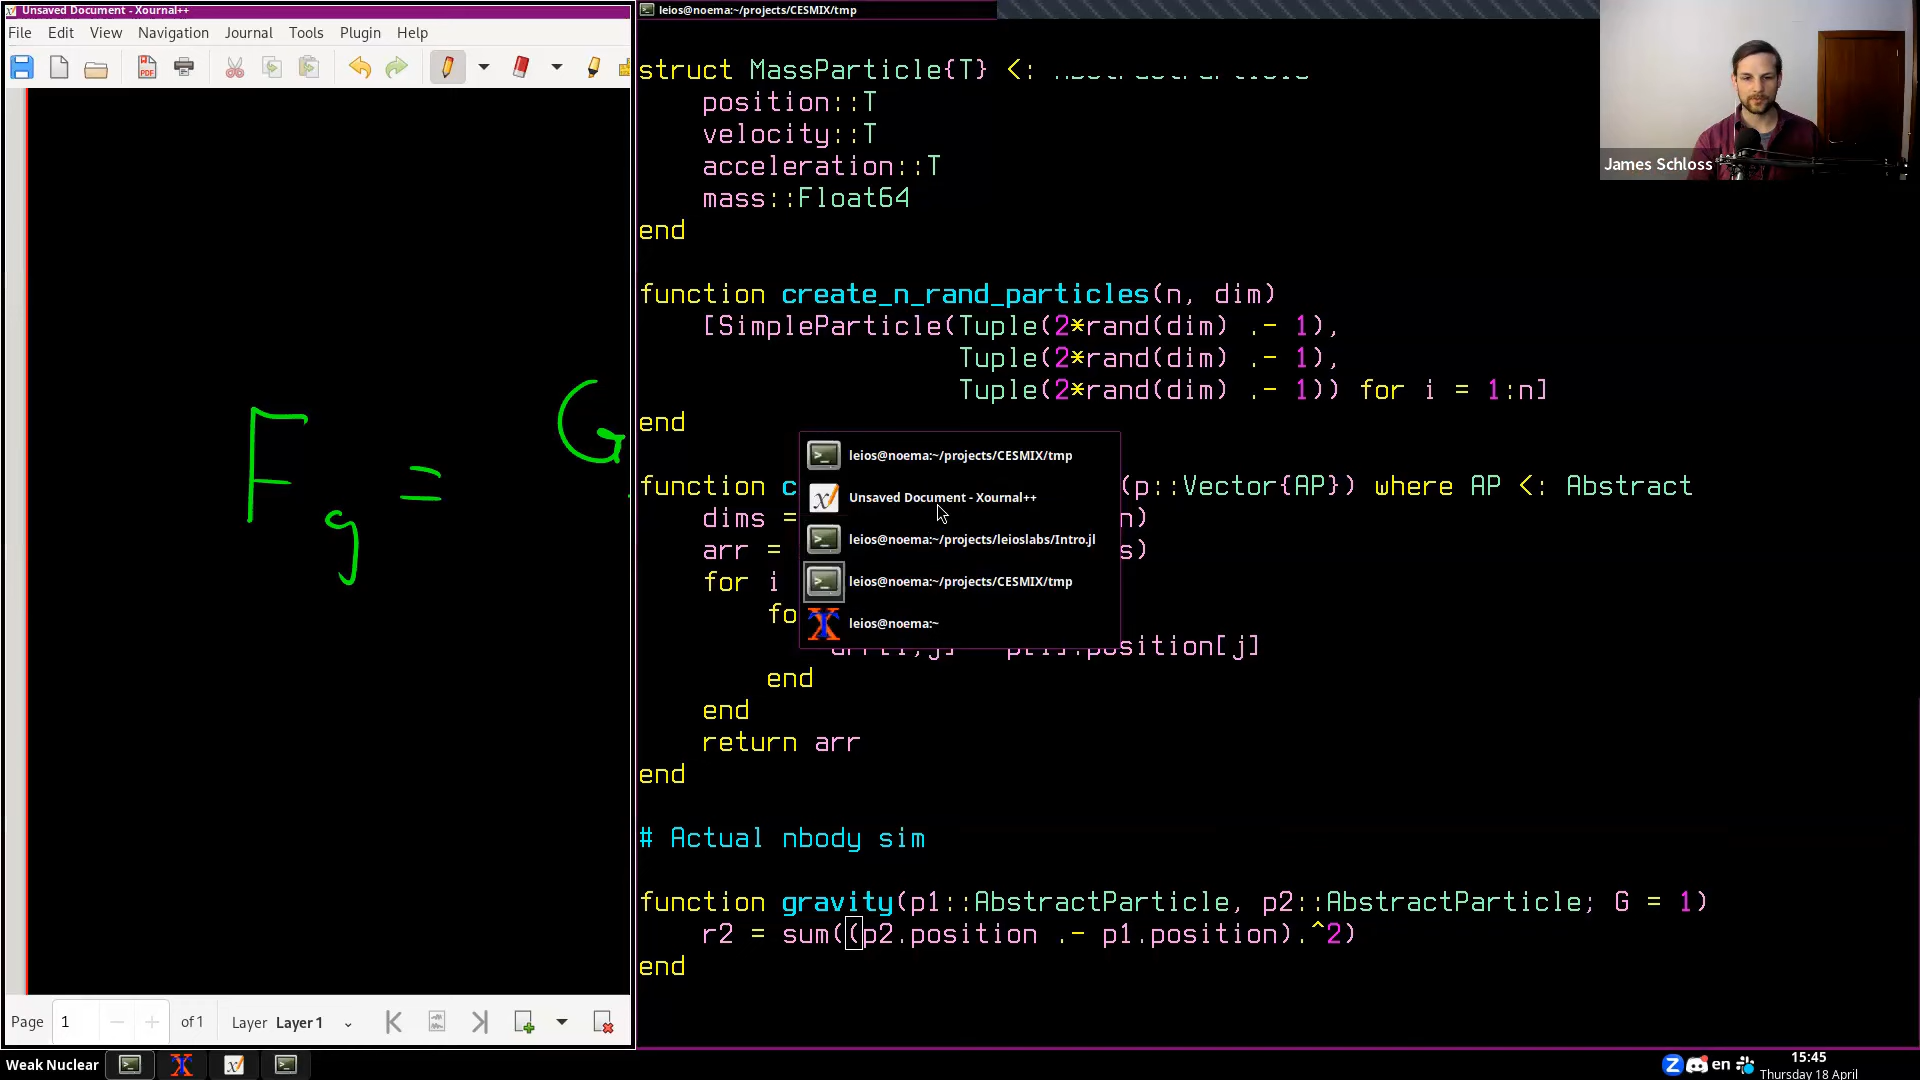 Unsaved Document - Xournal++
File Edit View Navigation Journal Tools Plugin Help
F g = G
Page 1 of 1 Layer Layer 1
leios@noema:~/projects/CESMIX/tmp
struct MassParticle{T} <:
position::T
velocity::T
acceleration::T
mass::Float64
end
function create_n_rand_particles(n, dim)
[SimpleParticle(Tuple(2*rand(dim) .- 1),
Tuple(2*rand(dim) .- 1),
Tuple(2*rand(dim) .- 1)) for i = 1:n]
end
function c (p::Vector{AP}) where AP <: Abstract
dims = n)
arr = s)
for i
fo
position[j]
end
end
return arr
end
# Actual nbody sim
function gravity(p1::AbstractParticle, p2::AbstractParticle; G = 1)
r2 = sum((p2.position .- p1.position).^2)
end
leios@noema:~/projects/CESMIX/tmp
Unsaved Document - Xournal++
leios@noema:~/projects/leioslabs/Intro.jl
leios@noema:~/projects/CESMIX/tmp
leios@noema:~
James Schloss
Weak Nuclear
en
15:45
Thursday 18 April